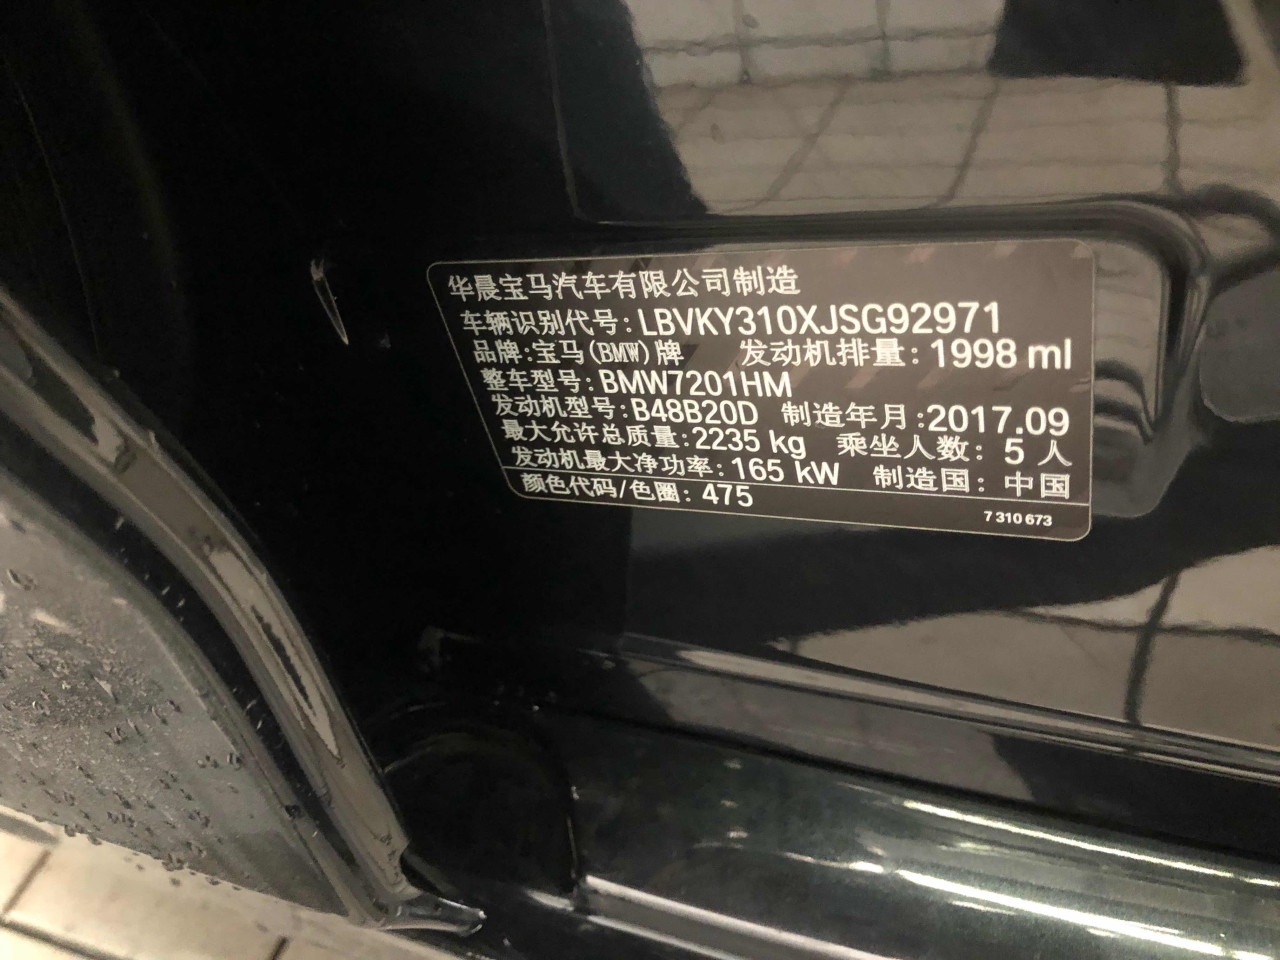 华晨宝马汽车有限公司制造
车辆识别代号:LBVKY310XJSG92971
品牌:宝马(BMW)牌 发动机排量:1998 ml
整车型号:BMW7201HM
发动机型号:B48B20D 制造年月:2017.09
最大允许总质量:2235 kg 乘坐人数:5人
发动机最大净功率:165 kW 制造国:中国
颜色代码/色圈:475
7 310 673